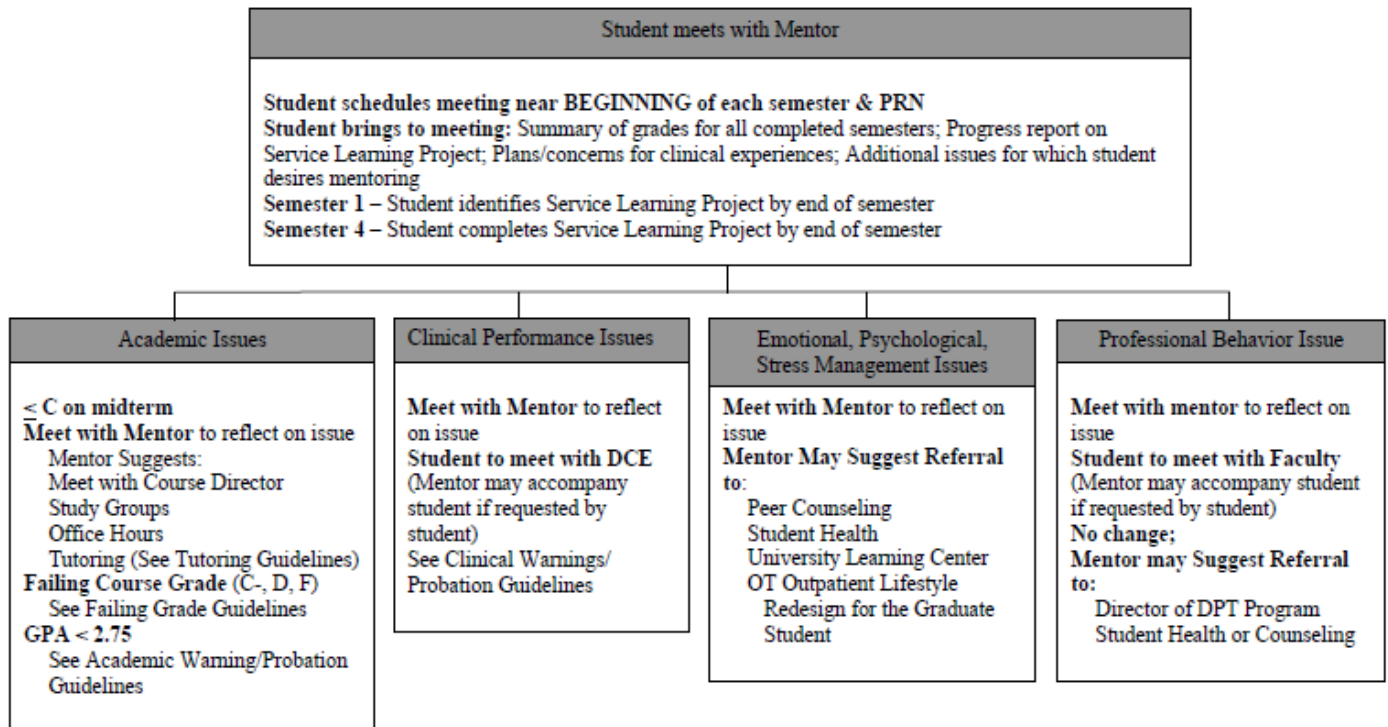 Student meets with Mentor
Student schedules meeting near BEGINNING of each semester & PRN
Student brings to meeting: Summary of grades for all completed semesters; Progress report on
Service Learning Project; Plans/concerns for clinical experiences; Additional issues for which student
desires mentoring
Semester 1 – Student identifies Service Learning Project by end of semester
Semester 4 – Student completes Service Learning Project by end of semester
Academic Issues
≤ C on midterm
Meet with Mentor to reflect on issue
Mentor Suggests:
Meet with Course Director
Study Groups
Office Hours
Tutoring (See Tutoring Guidelines)
Failing Course Grade (C-, D, F)
See Failing Grade Guidelines
GPA < 2.75
See Academic Warning/Probation
Guidelines
Clinical Performance Issues
Meet with Mentor to reflect
on issue
Student to meet with DCE
(Mentor may accompany
student if requested by
student)
See Clinical Warnings/
Probation Guidelines
Emotional, Psychological,
Stress Management Issues
Meet with Mentor to reflect on
issue
Mentor May Suggest Referral
to:
Peer Counseling
Student Health
University Learning Center
OT Outpatient Lifestyle
Redesign for the Graduate
Student
Professional Behavior Issue
Meet with mentor to reflect on
issue
Student to meet with Faculty
(Mentor may accompany student
if requested by student)
No change;
Mentor may Suggest Referral
to:
Director of DPT Program
Student Health or Counseling